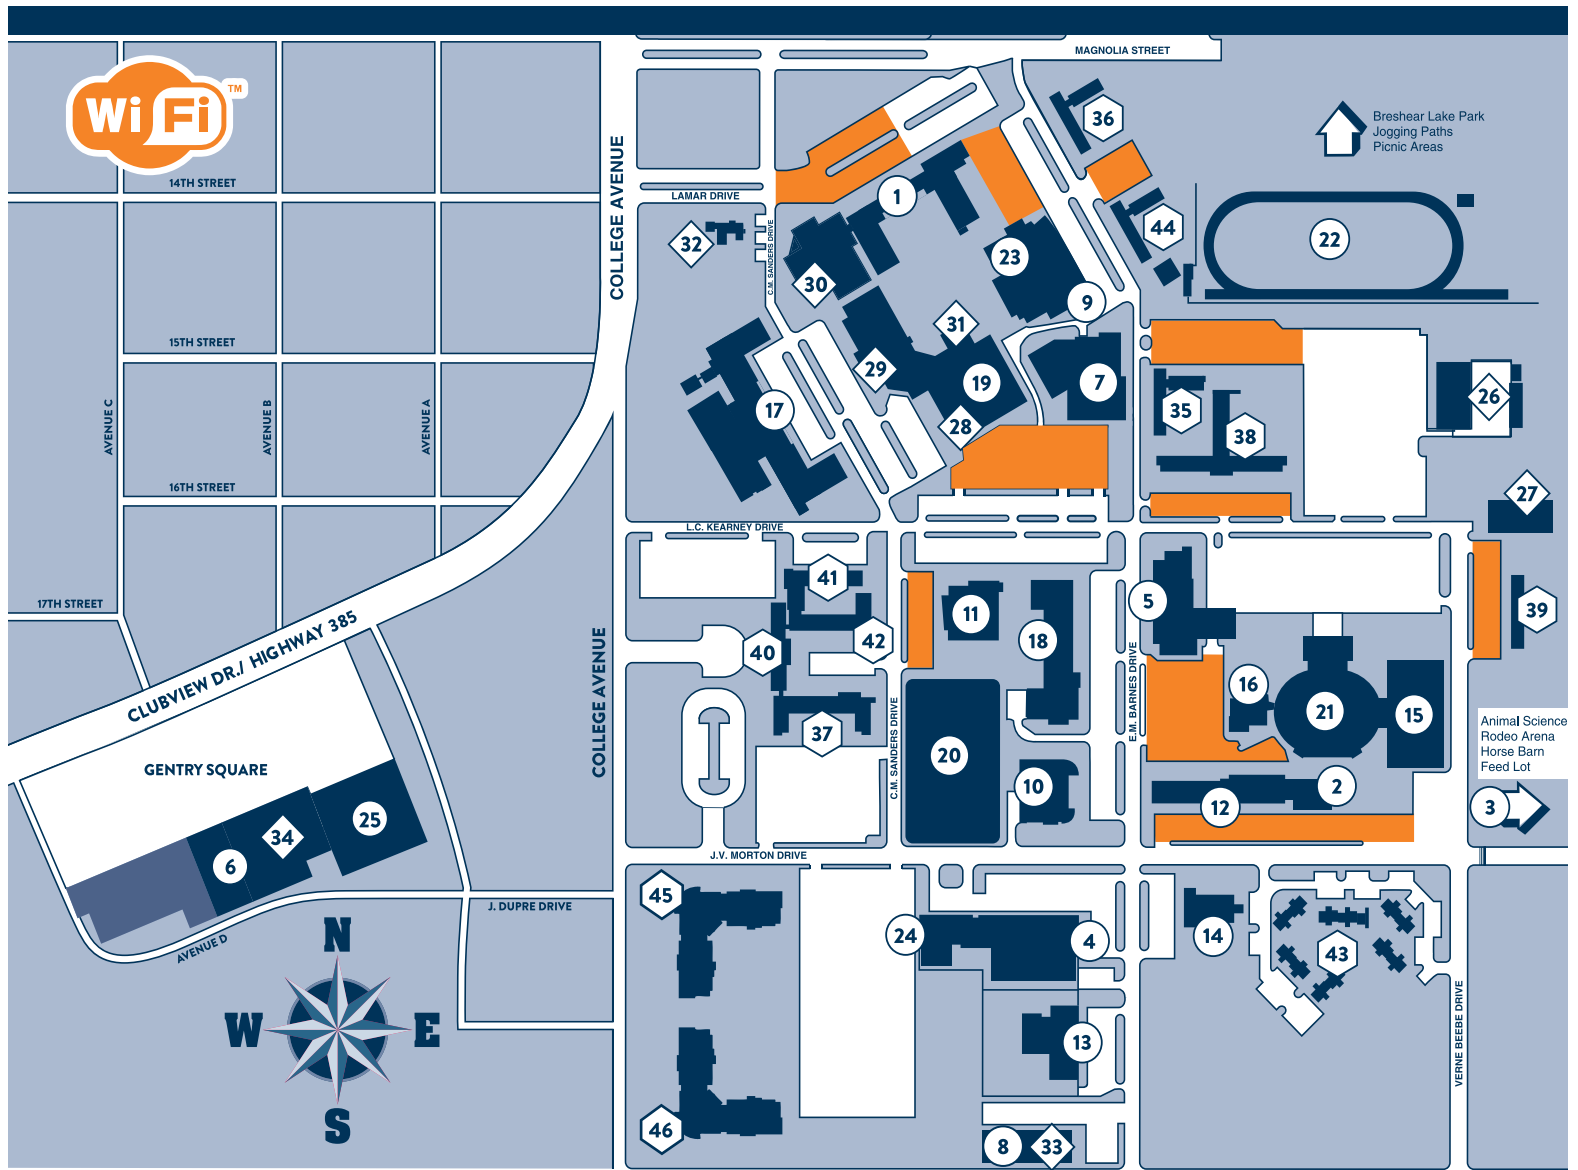 MAGNOLIA STREET
WiFi™
36
Breshear Lake Park
Jogging Paths
Picnic Areas
14TH STREET
COLLEGE AVENUE
LAMAR DRIVE
1
44
22
32
C.M. SANDERS DRIVE
23
30
9
31
15TH STREET
29
19
7
26
AVENUE C
AVENUE B
AVENUE A
17
35
28
38
16TH STREET
27
L.C. KEARNEY DRIVE
41
5
17TH STREET
11
39
18
42
40
CLUBVIEW DR./ HIGHWAY 385
COLLEGE AVENUE
E.M. BARNES DRIVE
16
21
15
37
C.M. SANDERS DRIVE
Animal Science
Rodeo Arena
Horse Barn
Feed Lot
20
GENTRY SQUARE
10
2
12
3
25
34
6
J.V. MORTON DRIVE
45
J. DUPRE DRIVE
24
4
14
AVENUE D
N
43
W
E
13
VERNE BEEBE DRIVE
S
46
8
33